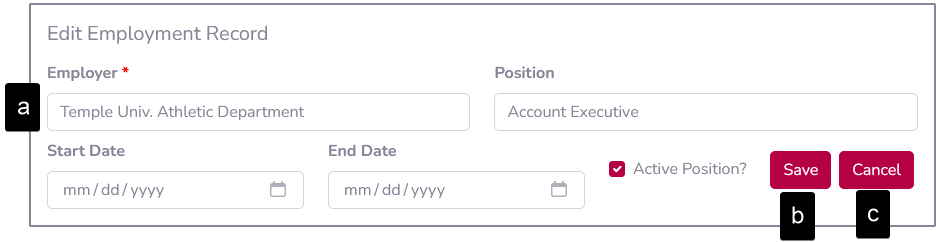 Edit Employment Record
Employer * Position
a
Temple Univ. Athletic Department Account Executive
Start Date End Date
mm/dd/yyyy mm/dd/yyyy Active Position? Save Cancel
b c